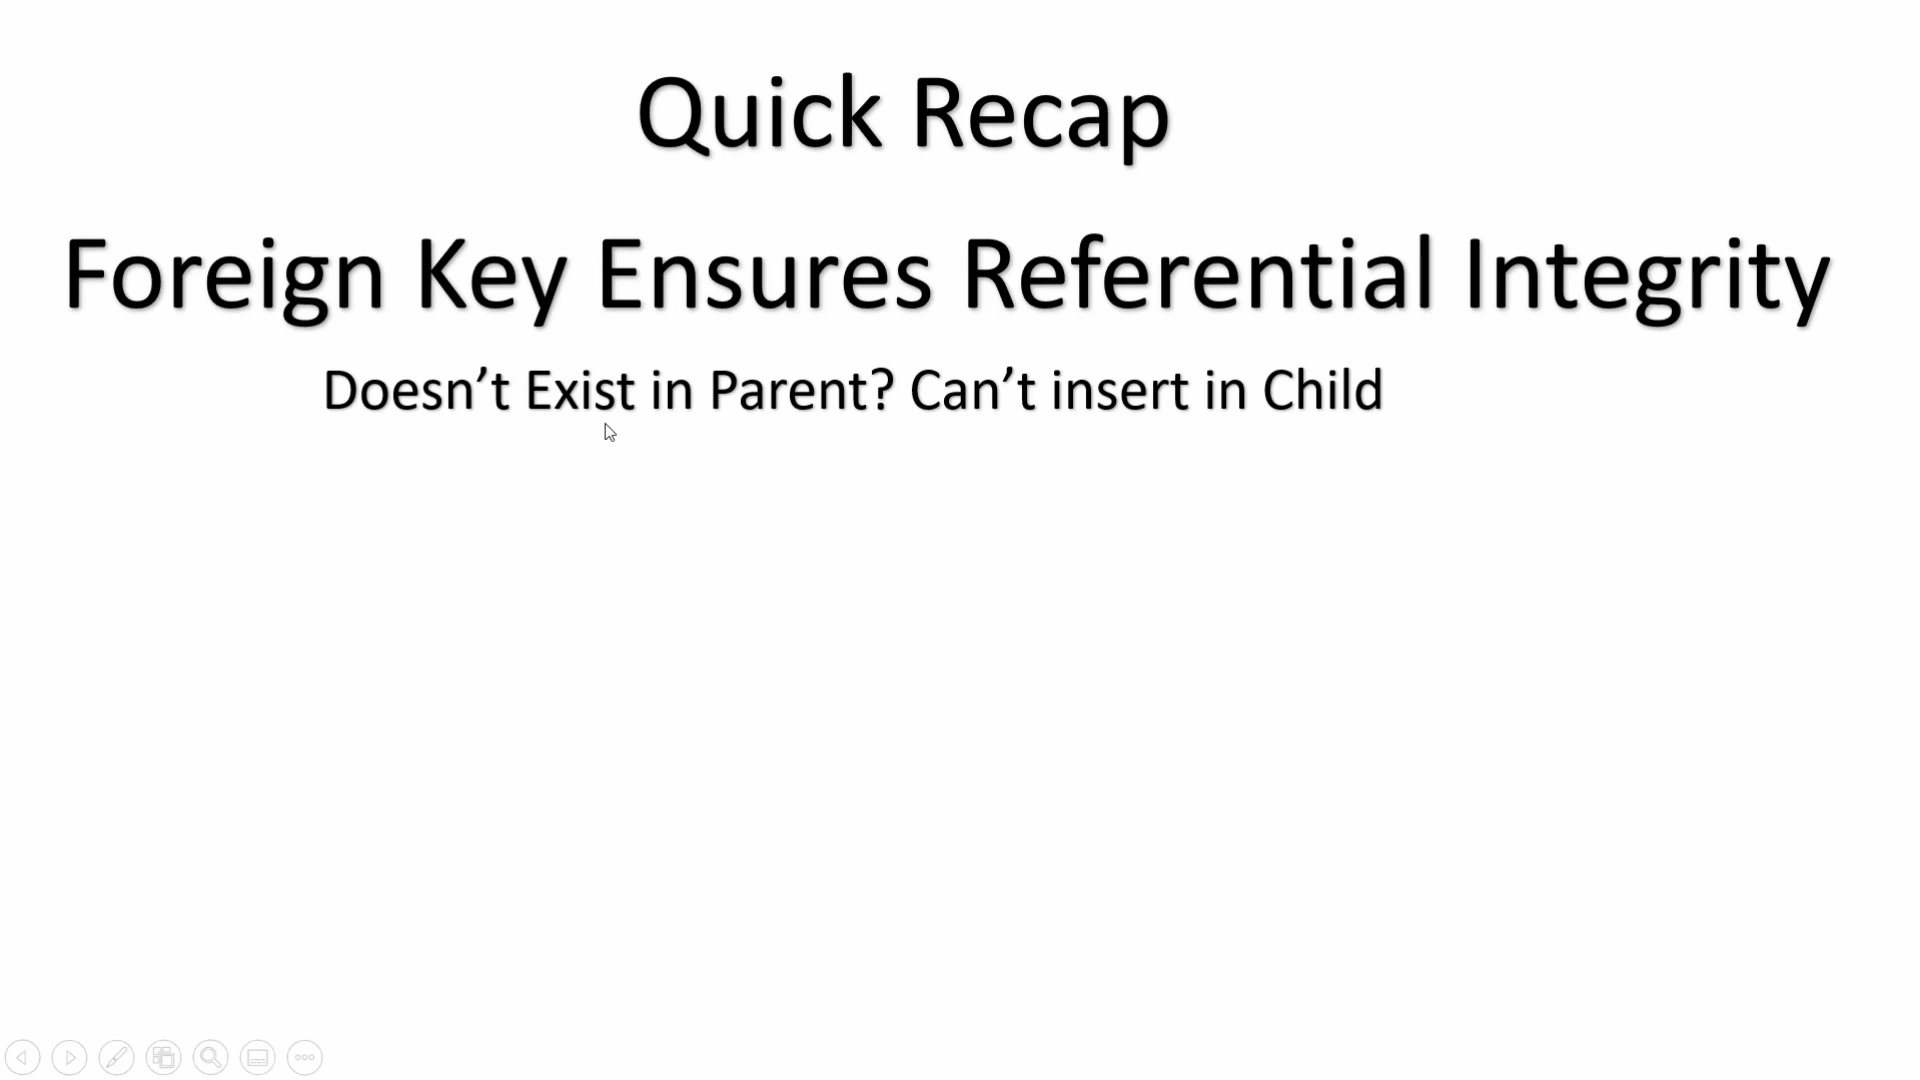 Quick Recap
Foreign Key Ensures Referential Integrity
Doesn’t Exist in Parent? Can’t insert in Child